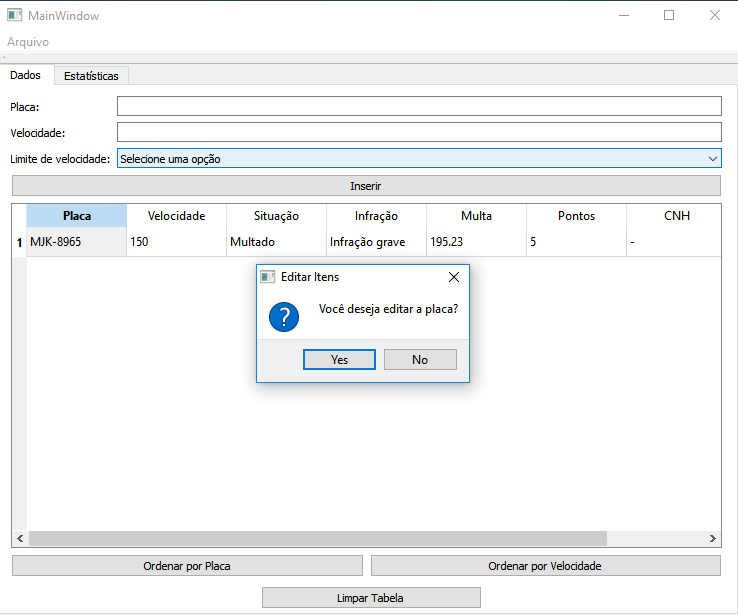 MainWindow
Arquivo
Dados Estatísticas
Placa:
Velocidade:
Limite de velocidade: Selecione uma opção
Inserir
Placa Velocidade Situação Infração Multa Pontos CNH
1 MJK-8965 150 Multado Infração grave 195.23 5 -
Editar Itens
Você deseja editar a placa?
Yes No
Ordenar por Placa Ordenar por Velocidade
Limpar Tabela